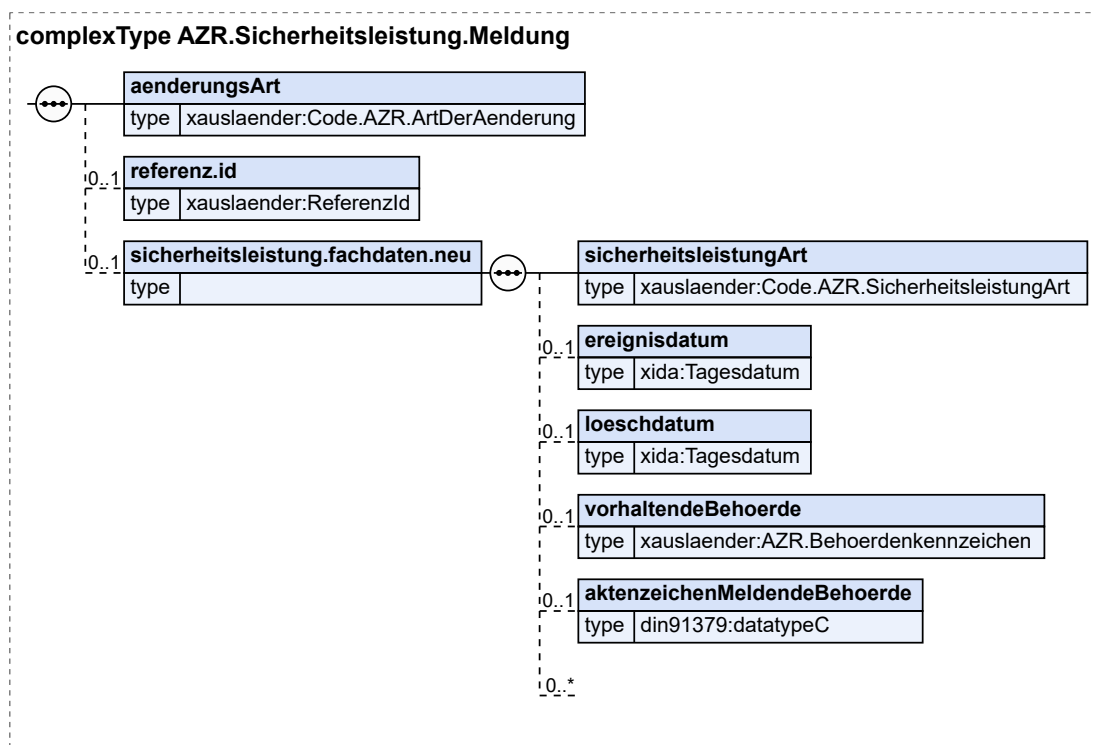 complexType AZR.Sicherheitsleistung.Meldung
aenderungsArt
type xauslaender:Code.AZR.ArtDerAenderung
0..1 referenz.id
type xauslaender:ReferenzId
0..1 sicherheitsleistung.fachdaten.neu
type
sicherheitsleistungArt
type xauslaender:Code.AZR.SicherheitsleistungArt
0..1 ereignisdatum
type xida:Tagesdatum
0..1 loeschdatum
type xida:Tagesdatum
0..1 vorhaltendeBehoerde
type xauslaender:AZR.Behoerdenkennzeichen
0..1 aktenzeichenMeldendeBehoerde
type din91379:datatypeC
0..*